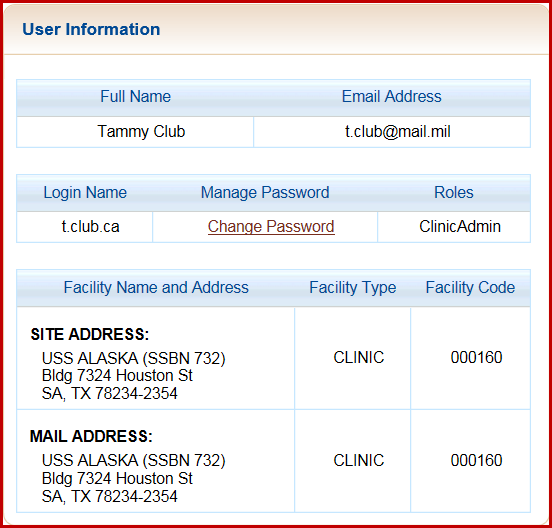 User Information
Full Name Email Address
Tammy Club t.club@mail.mil
Login Name Manage Password Roles
t.club.ca Change Password ClinicAdmin
Facility Name and Address Facility Type Facility Code
SITE ADDRESS:
USS ALASKA (SSBN 732) CLINIC 000160
Bldg 7324 Houston St
SA, TX 78234-2354
MAIL ADDRESS:
USS ALASKA (SSBN 732) CLINIC 000160
Bldg 7324 Houston St
SA, TX 78234-2354